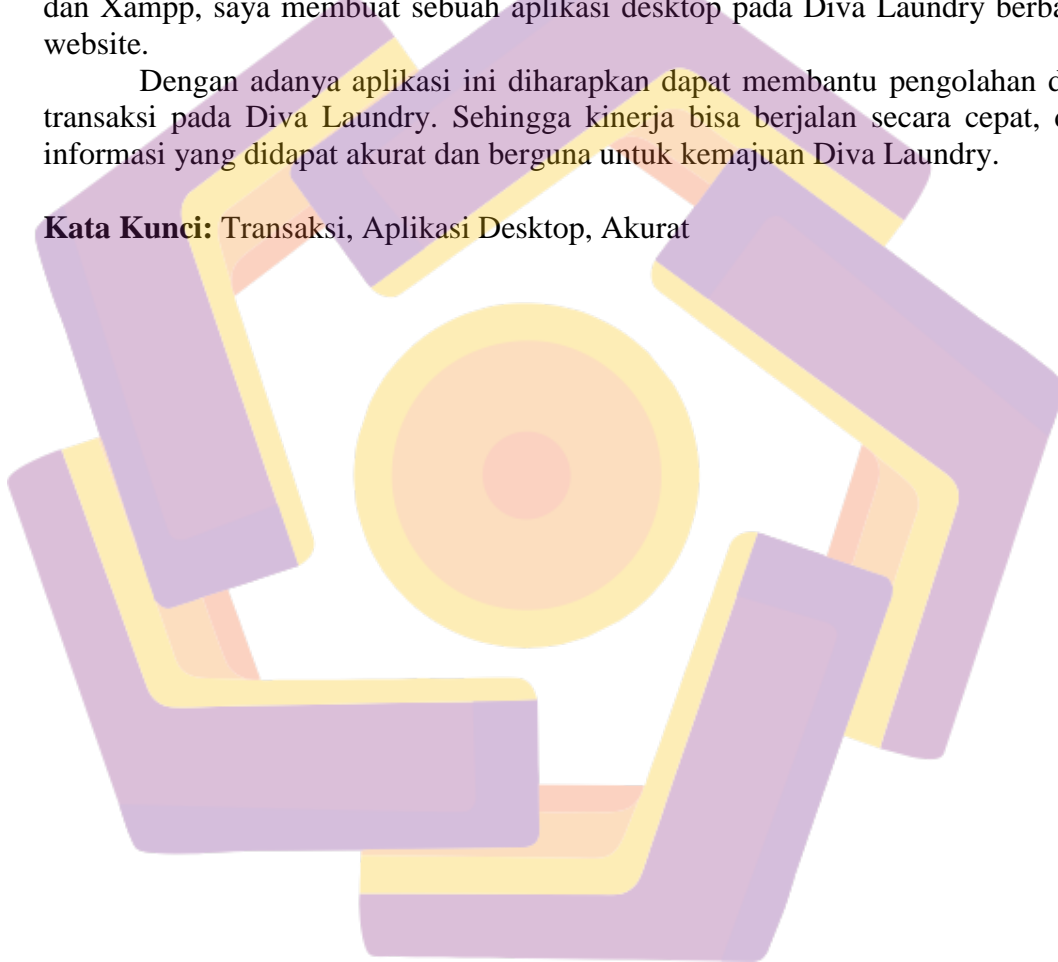 dan Xampp, saya membuat sebuah aplikasi desktop pada Diva Laundry
website.
Dengan adanya aplikasi ini diharapkan dapat membantu pengolahan
transaksi pada Diva Laundry. Sehingga kinerja bisa berjalan secara cepat,
informasi yang didapat akurat dan berguna untuk kemajuan Diva Laundry.
Kata Kunci: Transaksi, Aplikasi Desktop, Akurat